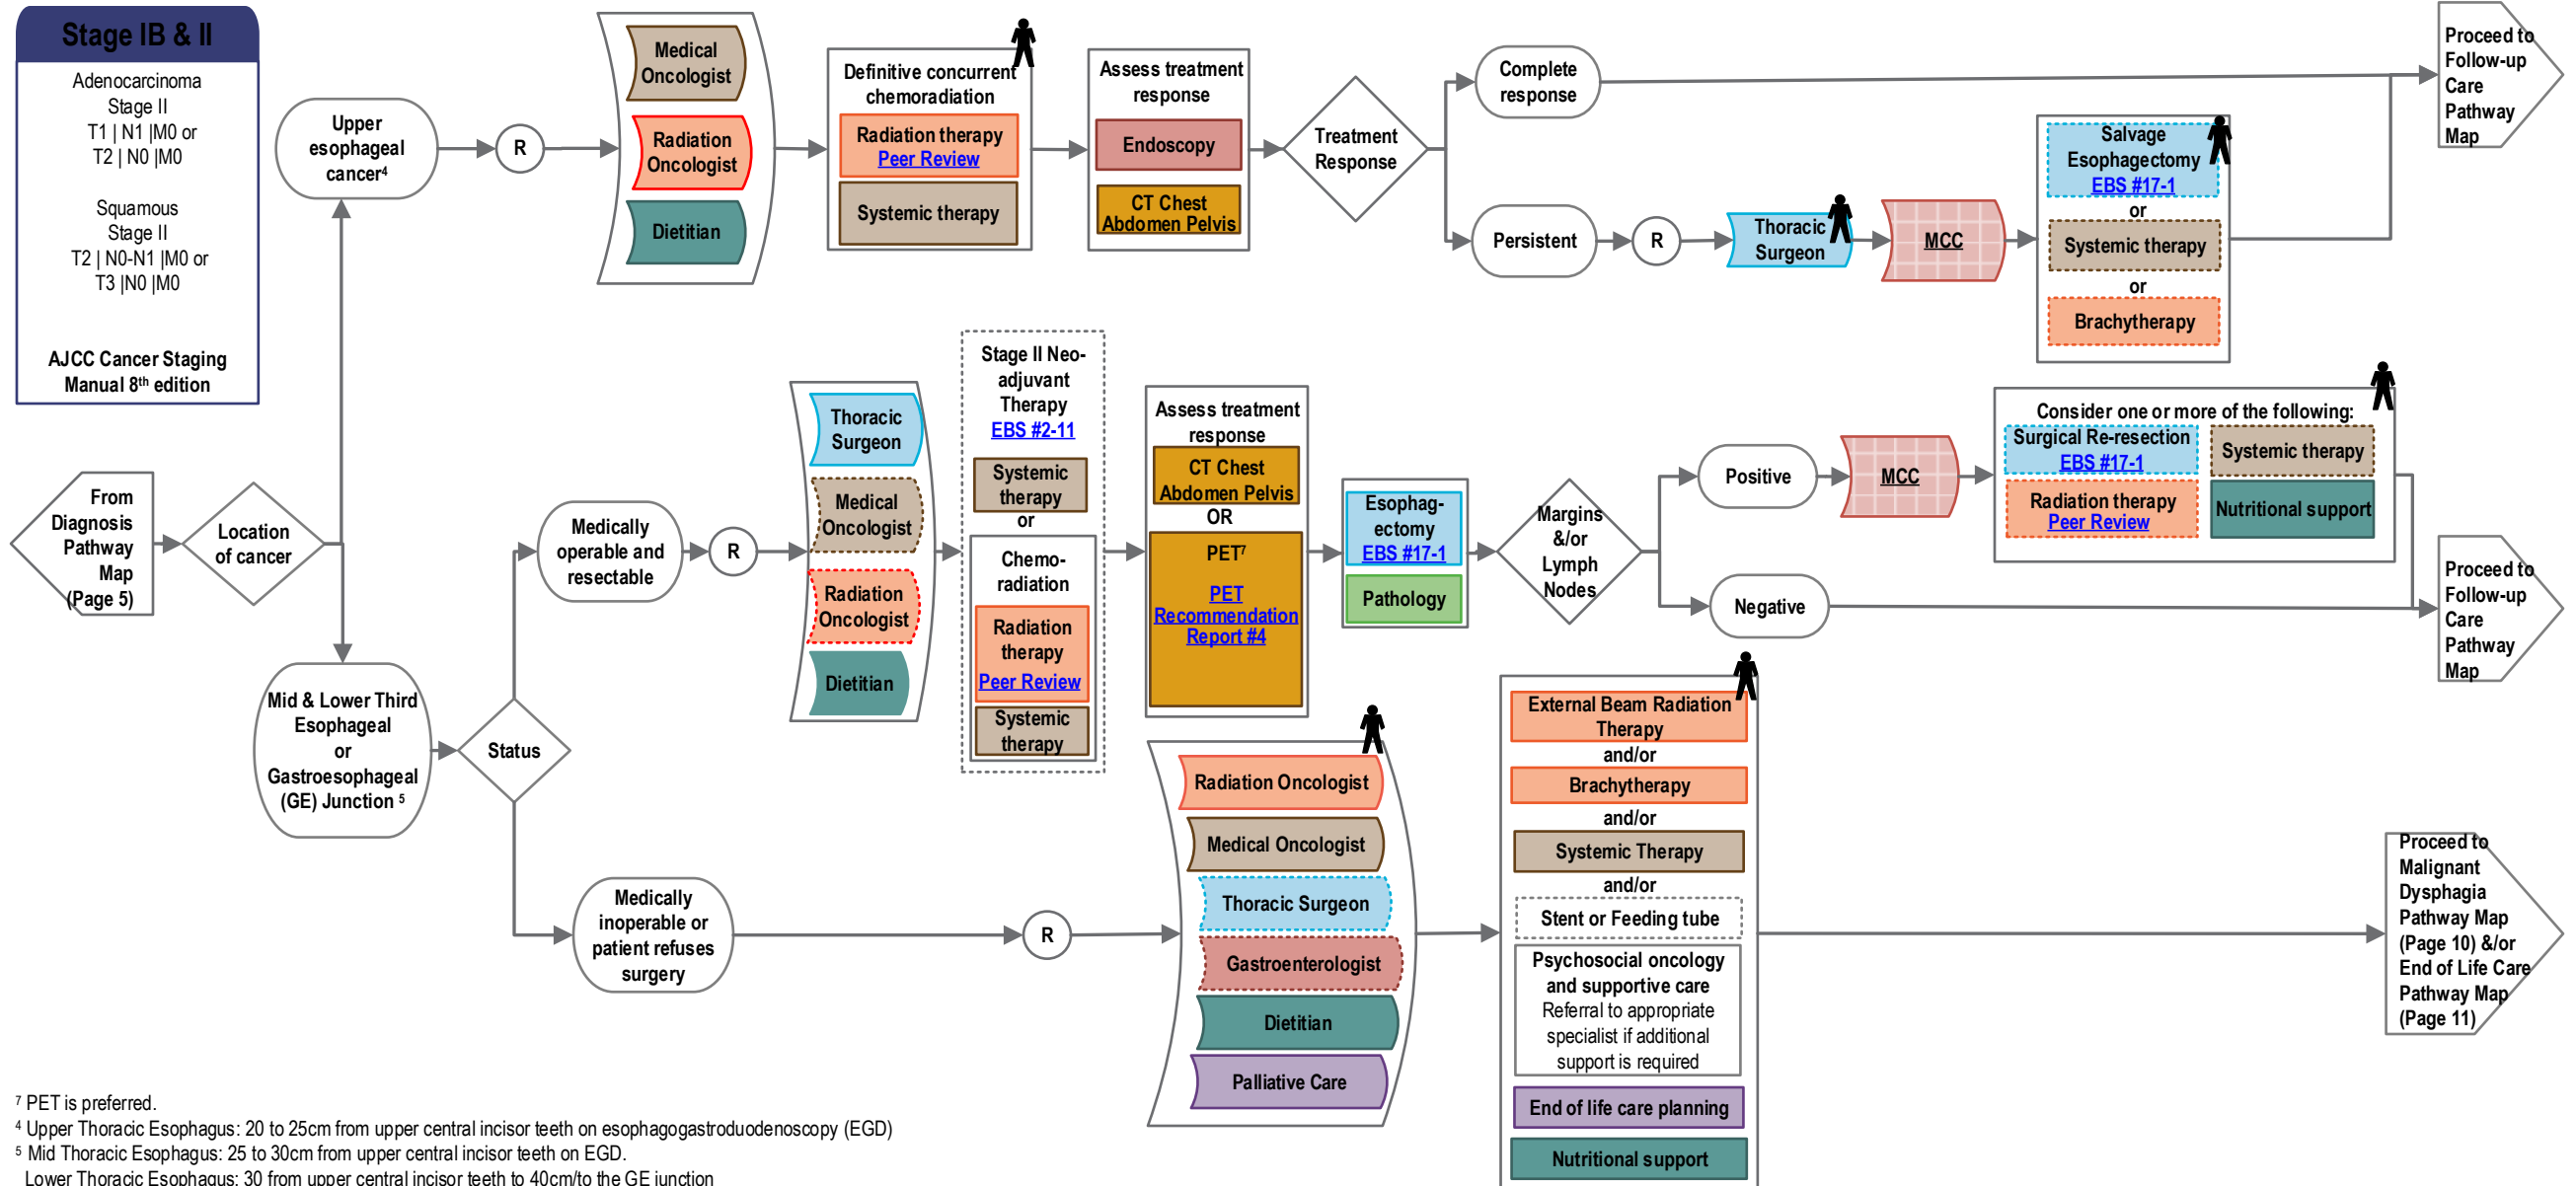 Stage IB & II
Adenocarcinoma
Stage II
T1 | N1 |M0 or
T2 | N0 |M0
Squamous
Stage II
T2 | N0-N1 |M0 or
T3 |N0 |M0
AJCC Cancer Staging
Manual 8th edition
From
Diagnosis
Pathway
Map
(Page 5)
Location
of cancer
Upper
esophageal
cancer4
R
Medical
Oncologist
Radiation
Oncologist
Dietitian
Definitive concurrent
chemoradiation
Radiation therapy
Peer Review
Systemic therapy
Assess treatment
response
Endoscopy
CT Chest
Abdomen Pelvis
Treatment
Response
Complete
response
Persistent
R
Thoracic
Surgeon
MCC
Salvage
Esophagectomy
EBS #17-1
or
Systemic therapy
or
Brachytherapy
Proceed to
Follow-up
Care
Pathway
Map
Mid & Lower Third
Esophageal
or
Gastroesophageal
(GE) Junction 5
Status
Medically
operable and
resectable
R
Thoracic
Surgeon
Medical
Oncologist
Radiation
Oncologist
Dietitian
Stage II Neo-
adjuvant
Therapy
EBS #2-11
Systemic
therapy
or
Chemo-
radiation
Radiation
therapy
Peer Review
Systemic
therapy
Assess treatment
response
CT Chest
Abdomen Pelvis
OR
PET7
PET
Recommendation
Report #4
Esophag-
ectomy
EBS #17-1
Pathology
Margins
&/or
Lymph
Nodes
Positive
MCC
Consider one or more of the following:
Surgical Re-resection
EBS #17-1
Systemic therapy
Radiation therapy
Peer Review
Nutritional support
Negative
Proceed to
Follow-up
Care
Pathway
Map
Medically
inoperable or
patient refuses
surgery
R
Radiation Oncologist
Medical Oncologist
Thoracic Surgeon
Gastroenterologist
Dietitian
Palliative Care
External Beam Radiation
Therapy
and/or
Brachytherapy
and/or
Systemic Therapy
and/or
Stent or Feeding tube
Psychosocial oncology
and supportive care
Referral to appropriate
specialist if additional
support is required
End of life care planning
Nutritional support
Proceed to
Malignant
Dysphagia
Pathway Map
(Page 10) &/or
End of Life Care
Pathway Map
(Page 11)
7 PET is preferred.
4 Upper Thoracic Esophagus: 20 to 25cm from upper central incisor teeth on esophagogastroduodenoscopy (EGD)
5 Mid Thoracic Esophagus: 25 to 30cm from upper central incisor teeth on EGD.
Lower Thoracic Esophagus: 30 from upper central incisor teeth to 40cm/to the GE junction